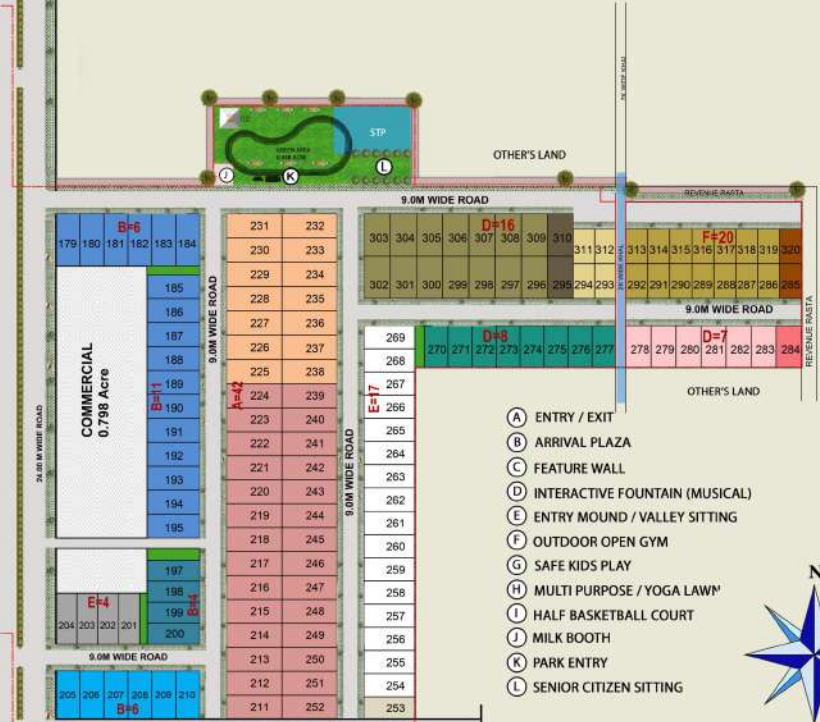 STP
L
J
K
OTHER'S LAND
9.0M WIDE ROAD
REVENUE RASTA
B=6
179 180 181 182 183 184
231 232
230 233
229 234
228 235
227 236
226 237
225 238
224 239
223 240
222 241
221 242
220 243
219 244
218 245
217 246
216 247
215 248
214 249
213 250
212 251
211 252
A=42
D=16
303 304 305 306 307 308 309 310
302 301 300 299 298 297 296 295
311 312
294 293
F=20
313 314 315 316 317 318 319 320
292 291 290 289 288 287 286 285
9.0M WIDE ROAD
REVENUE RASTA
185
186
187
188
189
190
191
192
193
194
195
B=11
COMMERCIAL
0.798 Acre
24.00 M WIDE ROAD
9.0M WIDE ROAD
9.0M WIDE ROAD
269
268
267
266
265
264
263
262
261
260
259
258
257
256
255
254
253
E=17
D=8
270 271 272 273 274 275 276 277
D=7
278 279 280 281 282 283 284
OTHER'S LAND
A ENTRY / EXIT
B ARRIVAL PLAZA
C FEATURE WALL
D INTERACTIVE FOUNTAIN (MUSICAL)
E ENTRY MOUND / VALLEY SITTING
F OUTDOOR OPEN GYM
G SAFE KIDS PLAY
H MULTI PURPOSE / YOGA LAWN
I HALF BASKETBALL COURT
J MILK BOOTH
K PARK ENTRY
L SENIOR CITIZEN SITTING
N
197
198
199
200
B=4
E=4
204 203 202 201
9.0M WIDE ROAD
205 206 207 208 209 210
B=6